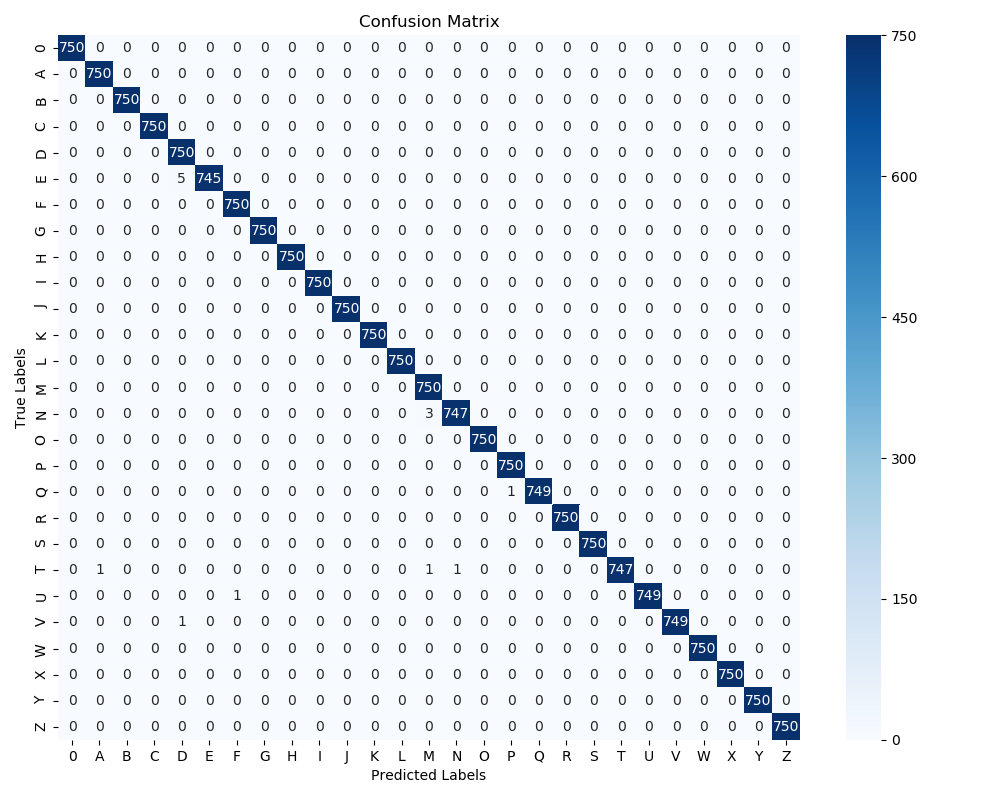 Confusion Matrix
True Labels
0 750 0 0 0 0 0 0 0 0 0 0 0 0 0 0 0 0 0 0 0 0 0 0 0 0 0 0
A 0 750 0 0 0 0 0 0 0 0 0 0 0 0 0 0 0 0 0 0 0 0 0 0 0 0 0
B 0 0 750 0 0 0 0 0 0 0 0 0 0 0 0 0 0 0 0 0 0 0 0 0 0 0 0
C 0 0 0 750 0 0 0 0 0 0 0 0 0 0 0 0 0 0 0 0 0 0 0 0 0 0 0
D 0 0 0 0 750 0 0 0 0 0 0 0 0 0 0 0 0 0 0 0 0 0 0 0 0 0 0
E 0 0 0 0 5 745 0 0 0 0 0 0 0 0 0 0 0 0 0 0 0 0 0 0 0 0 0
F 0 0 0 0 0 0 750 0 0 0 0 0 0 0 0 0 0 0 0 0 0 0 0 0 0 0 0
G 0 0 0 0 0 0 0 750 0 0 0 0 0 0 0 0 0 0 0 0 0 0 0 0 0 0 0
H 0 0 0 0 0 0 0 0 750 0 0 0 0 0 0 0 0 0 0 0 0 0 0 0 0 0 0
I 0 0 0 0 0 0 0 0 0 750 0 0 0 0 0 0 0 0 0 0 0 0 0 0 0 0 0
J 0 0 0 0 0 0 0 0 0 0 750 0 0 0 0 0 0 0 0 0 0 0 0 0 0 0 0
K 0 0 0 0 0 0 0 0 0 0 0 750 0 0 0 0 0 0 0 0 0 0 0 0 0 0 0
L 0 0 0 0 0 0 0 0 0 0 0 0 750 0 0 0 0 0 0 0 0 0 0 0 0 0 0
M 0 0 0 0 0 0 0 0 0 0 0 0 0 750 0 0 0 0 0 0 0 0 0 0 0 0 0
N 0 0 0 0 0 0 0 0 0 0 0 0 0 3 747 0 0 0 0 0 0 0 0 0 0 0 0
O 0 0 0 0 0 0 0 0 0 0 0 0 0 0 0 750 0 0 0 0 0 0 0 0 0 0 0
P 0 0 0 0 0 0 0 0 0 0 0 0 0 0 0 0 750 0 0 0 0 0 0 0 0 0 0
Q 0 0 0 0 0 0 0 0 0 0 0 0 0 0 0 0 1 749 0 0 0 0 0 0 0 0 0
R 0 0 0 0 0 0 0 0 0 0 0 0 0 0 0 0 0 0 750 0 0 0 0 0 0 0 0
S 0 0 0 0 0 0 0 0 0 0 0 0 0 0 0 0 0 0 0 750 0 0 0 0 0 0 0
T 0 1 0 0 0 0 0 0 0 0 0 0 0 1 1 0 0 0 0 0 747 0 0 0 0 0 0
U 0 0 0 0 0 0 1 0 0 0 0 0 0 0 0 0 0 0 0 0 0 749 0 0 0 0 0
V 0 0 0 0 1 0 0 0 0 0 0 0 0 0 0 0 0 0 0 0 0 0 749 0 0 0 0
W 0 0 0 0 0 0 0 0 0 0 0 0 0 0 0 0 0 0 0 0 0 0 0 750 0 0 0
X 0 0 0 0 0 0 0 0 0 0 0 0 0 0 0 0 0 0 0 0 0 0 0 0 750 0 0
Y 0 0 0 0 0 0 0 0 0 0 0 0 0 0 0 0 0 0 0 0 0 0 0 0 0 750 0
Z 0 0 0 0 0 0 0 0 0 0 0 0 0 0 0 0 0 0 0 0 0 0 0 0 0 0 750
0 A B C D E F G H I J K L M N O P Q R S T U V W X Y Z
Predicted Labels
750
600
450
300
150
0